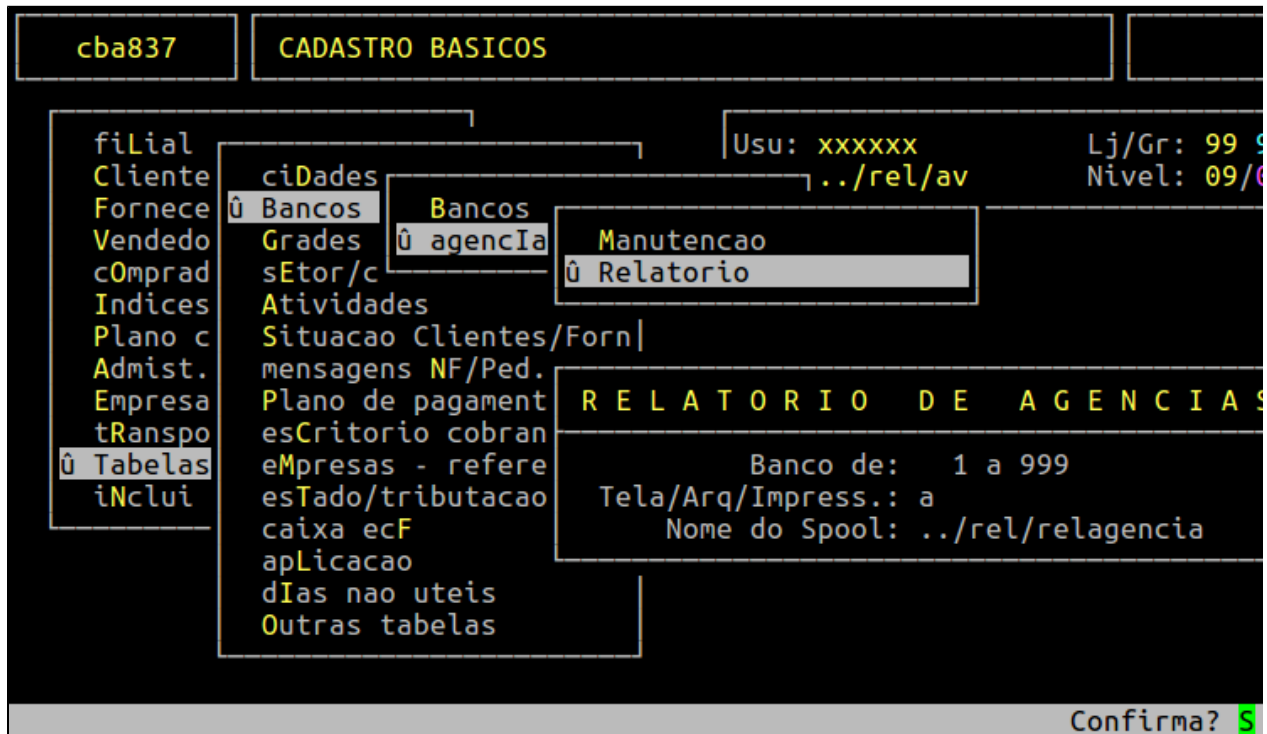 cba837 CADASTRO BASICOS
fiLial Usu: xxxxxx Lj/Gr: 99 9
Cliente ciDades ../rel/av Nivel: 09/0
Fornece û Bancos Bancos
Vendedo Grades û agencIa Manutencao
cOmprad sEtor/c û Relatorio
Indices Atividades
Plano c Situacao Clientes/Forn
Admist. mensagens NF/Ped.
Empresa Plano de pagament R E L A T O R I O D E A G E N C I A S
tRanspo esCritorio cobran
û Tabelas eMpresas - refere Banco de: 1 a 999
iNclui esTado/tributacao Tela/Arq/Impress.: a
caixa ecF Nome do Spool: ../rel/relagencia
apLicacao
dIas nao uteis
Outras tabelas
Confirma? S